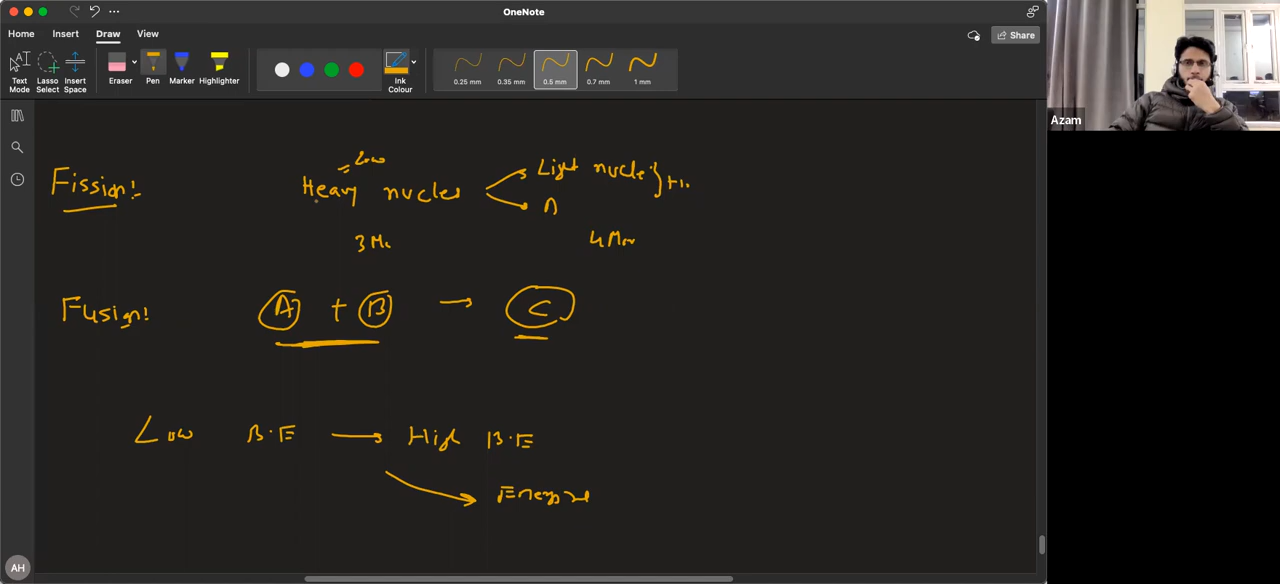 OneNote
Home Insert Draw View
Share
Text Mode
Lasso Select
Insert Space
Eraser
Pen
Marker
Highlighter
Ink Colour
0.25 mm
0.35 mm
0.5 mm
0.7 mm
1 mm
Azam
Low
Fission: Heavy nucles Light nuclei
n
Fusion: A + B → C
Low B.E → High B.E
AH